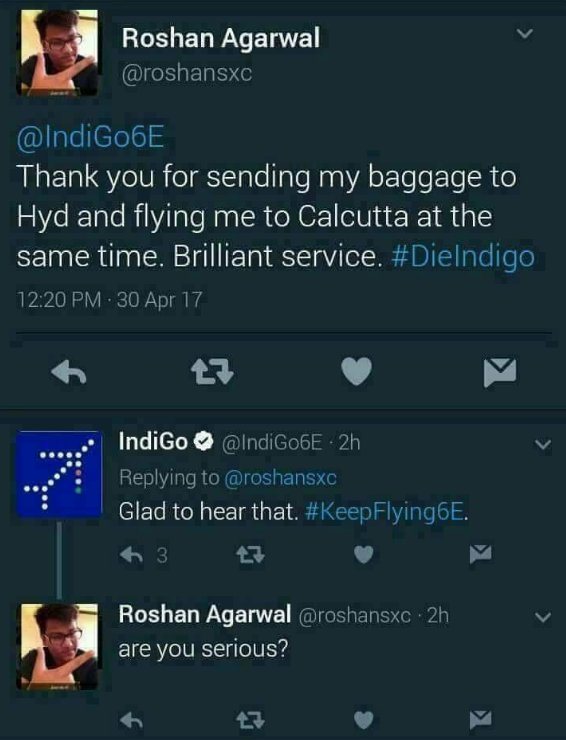 Roshan Agarwal
@roshansxc
@IndiGo6E
Thank you for sending my baggage to
Hyd and flying me to Calcutta at the
same time. Brilliant service. #DieIndigo
12:20 PM · 30 Apr 17
IndiGo @IndiGo6E · 2h
Replying to @roshansxc
Glad to hear that. #KeepFlying6E.
3
Roshan Agarwal @roshansxc · 2h
are you serious?